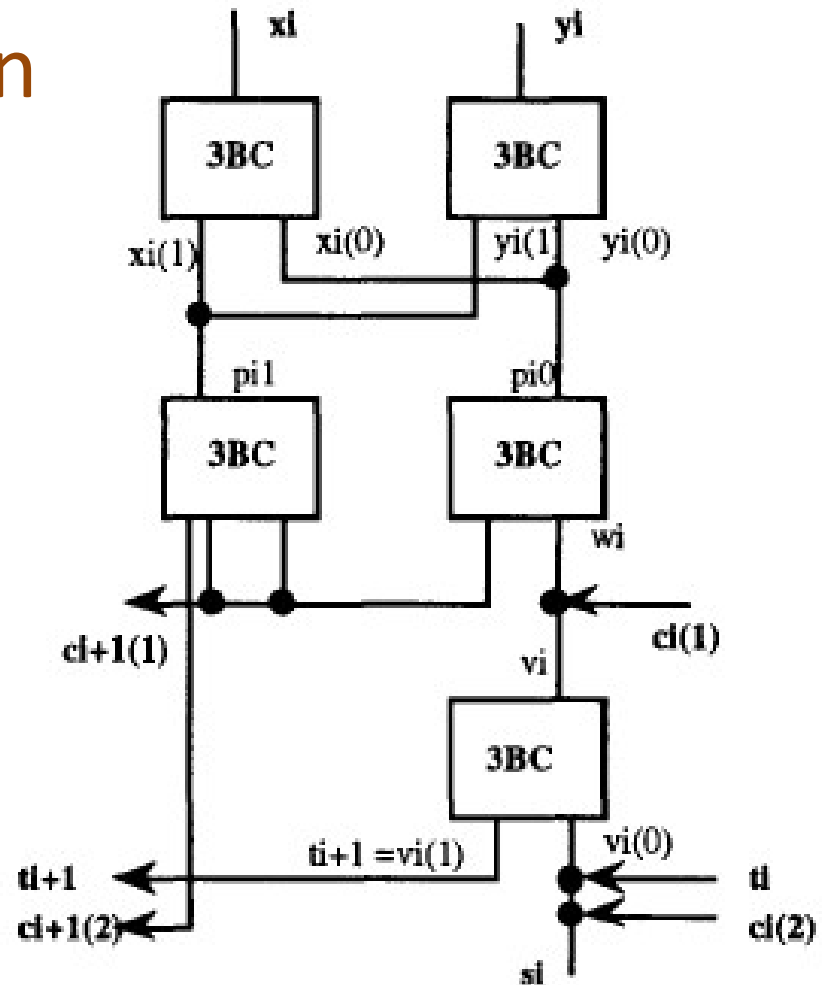 n
xi yi
3BC 3BC
xi(1) xi(0) yi(1) yi(0)
pi1 pi0
3BC 3BC
wi
ci+1(1) ci(1)
vi
3BC
ti+1 =vi(1) vi(0)
ti+1 ti
ci+1(2) ci(2)
si